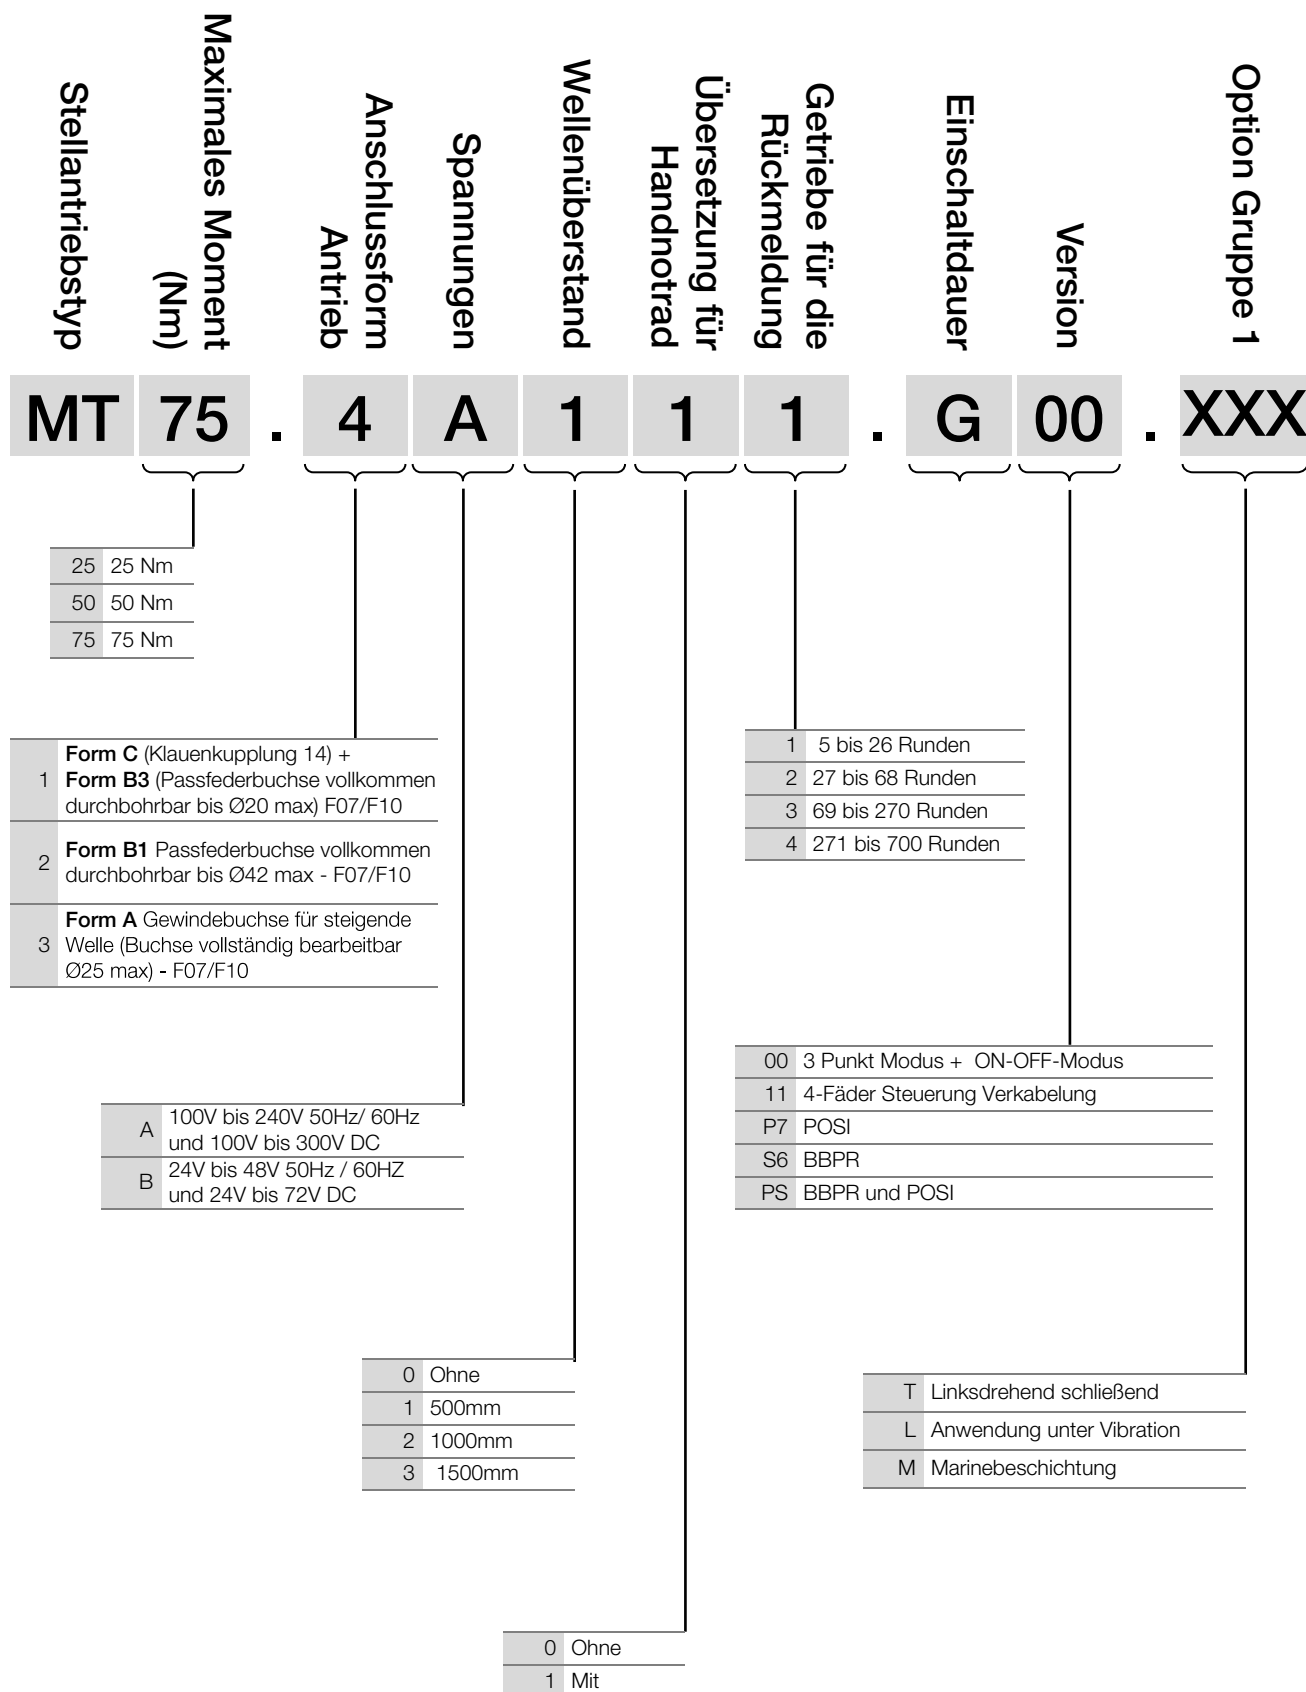 Stellantriebstyp
Maximales Moment
(Nm)
Anschlussform
Antrieb
Spannungen
Wellenüberstand
Übersetzung für
Handnotrad
Getriebe für die
Rückmeldung
Einschaltdauer
Version
Option Gruppe 1
MT 75 . 4 A 1 1 1 . G 00 . XXX
25 25 Nm
50 50 Nm
75 75 Nm
1 Form C (Klauenkupplung 14) +
Form B3 (Passfederbuchse vollkommen
durchbohrbar bis Ø20 max) F07/F10
2 Form B1 Passfederbuchse vollkommen
durchbohrbar bis Ø42 max - F07/F10
3 Form A Gewindebuchse für steigende
Welle (Buchse vollständig bearbeitbar
Ø25 max) - F07/F10
1 5 bis 26 Runden
2 27 bis 68 Runden
3 69 bis 270 Runden
4 271 bis 700 Runden
A 100V bis 240V 50Hz/ 60Hz
und 100V bis 300V DC
B 24V bis 48V 50Hz / 60HZ
und 24V bis 72V DC
00 3 Punkt Modus + ON-OFF-Modus
11 4-Fäder Steuerung Verkabelung
P7 POSI
S6 BBPR
PS BBPR und POSI
0 Ohne
1 500mm
2 1000mm
3 1500mm
T Linksdrehend schließend
L Anwendung unter Vibration
M Marinebeschichtung
0 Ohne
1 Mit